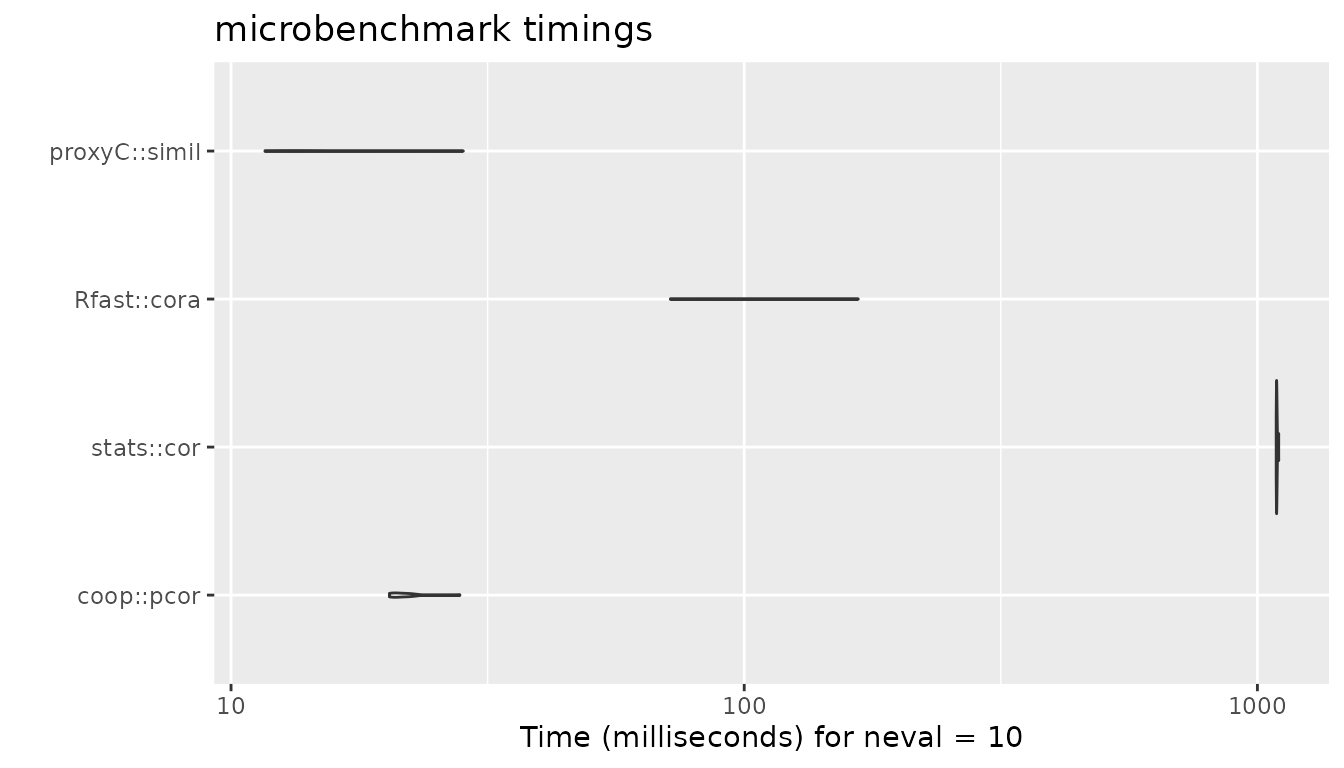 microbenchmark timings
proxyC::simil
Rfast::cora
stats::cor
coop::pcor
10 100 1000
Time (milliseconds) for neval = 10